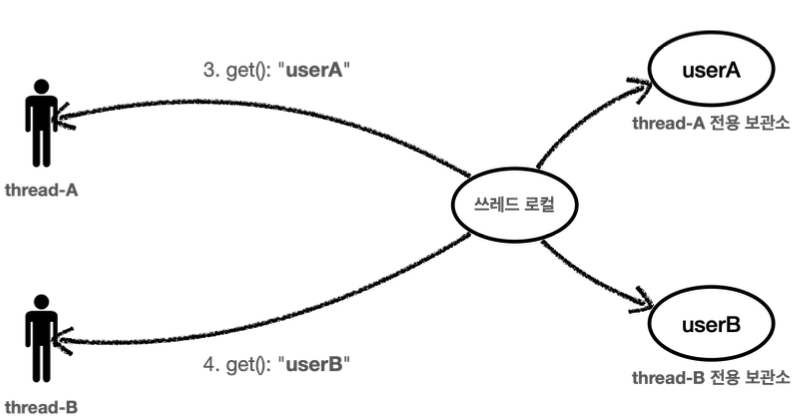 3. get(): "userA"
userA
thread-A 전용 보관소
thread-A
쓰레드 로컬
userB
thread-B 전용 보관소
4. get(): "userB"
thread-B